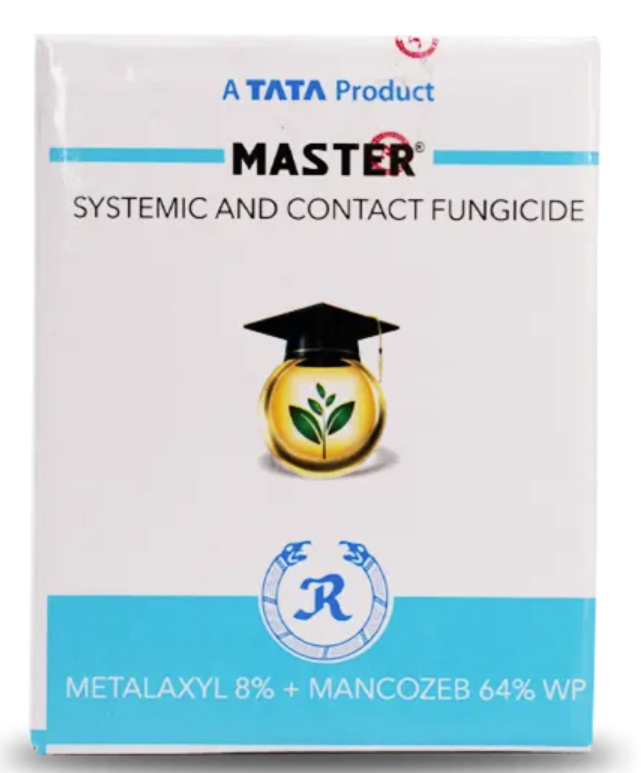 A TATA Product
MASTER®
SYSTEMIC AND CONTACT FUNGICIDE
R
METALAXYL 8% + MANCOZEB 64% WP